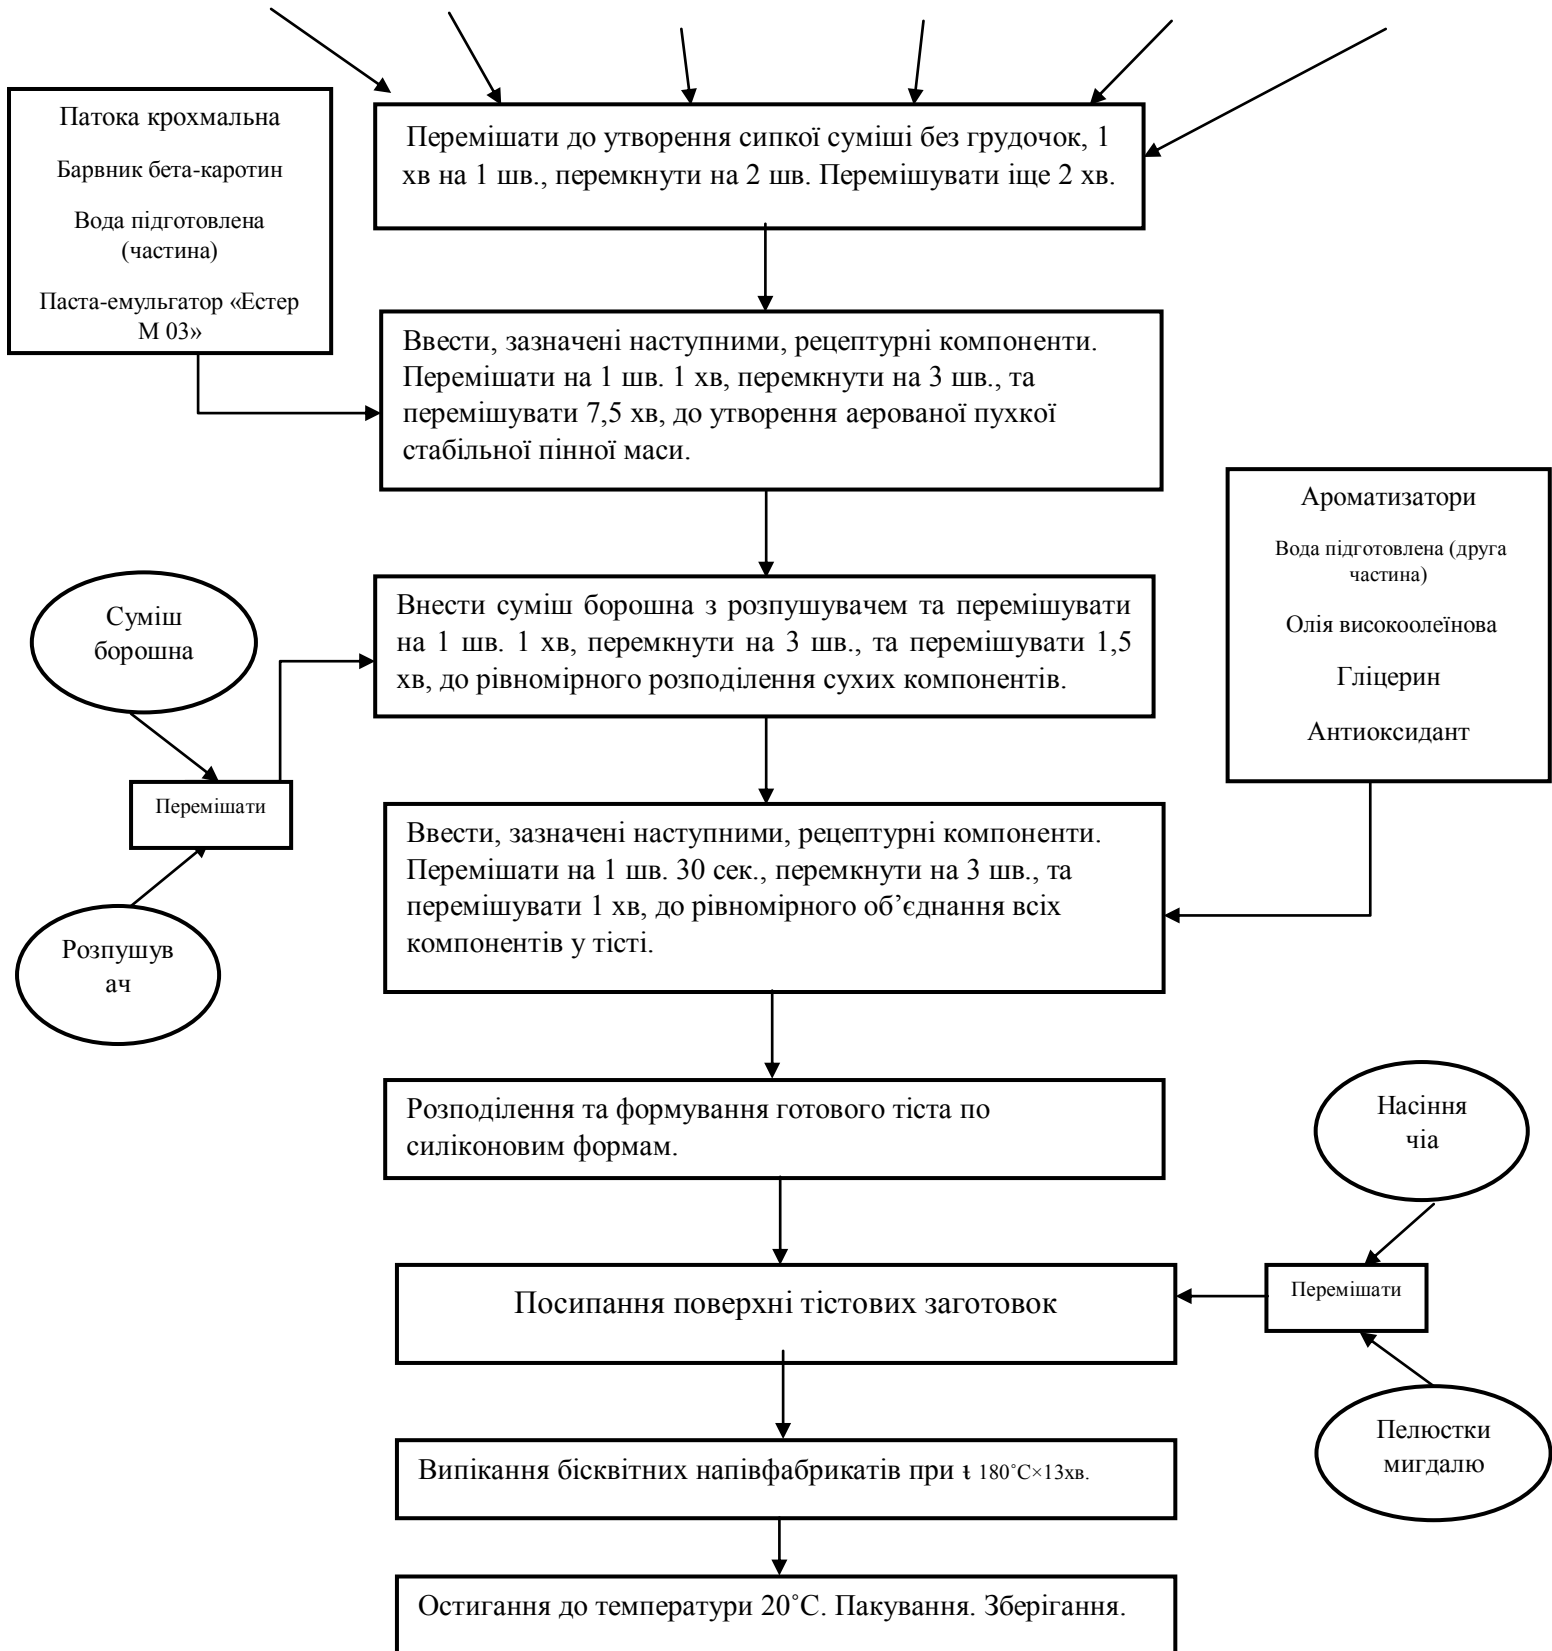 Патока крохмальна
Барвник бета-каротин
Вода підготовлена
(частина)
Паста-емульгатор «Естер
М 03»
Перемішати до утворення сипкої суміші без грудочок, 1
хв на 1 шв., перемкнути на 2 шв. Перемішувати іще 2 хв.
Ввести, зазначені наступними, рецептурні компоненти.
Перемішати на 1 шв. 1 хв, перемкнути на 3 шв., та
перемішувати 7,5 хв, до утворення аерованої пухкої
стабільної пінної маси.
Ароматизатори
Вода підготовлена (друга
частина)
Олія високоолеїнова
Гліцерин
Антиоксидант
Суміш
борошна
Внести суміш борошна з розпушувачем та перемішувати
на 1 шв. 1 хв, перемкнути на 3 шв., та перемішувати 1,5
хв, до рівномірного розподілення сухих компонентів.
Перемішати
Розпушув
ач
Ввести, зазначені наступними, рецептурні компоненти.
Перемішати на 1 шв. 30 сек., перемкнути на 3 шв., та
перемішувати 1 хв, до рівномірного об’єднання всіх
компонентів у тісті.
Розподілення та формування готового тіста по
силіконовим формам.
Насіння
чіа
Посипання поверхні тістових заготовок
Перемішати
Пелюстки
мигдалю
Випікання бісквітних напівфабрикатів при t 180˚С×13хв.
Остигання до температури 20˚С. Пакування. Зберігання.